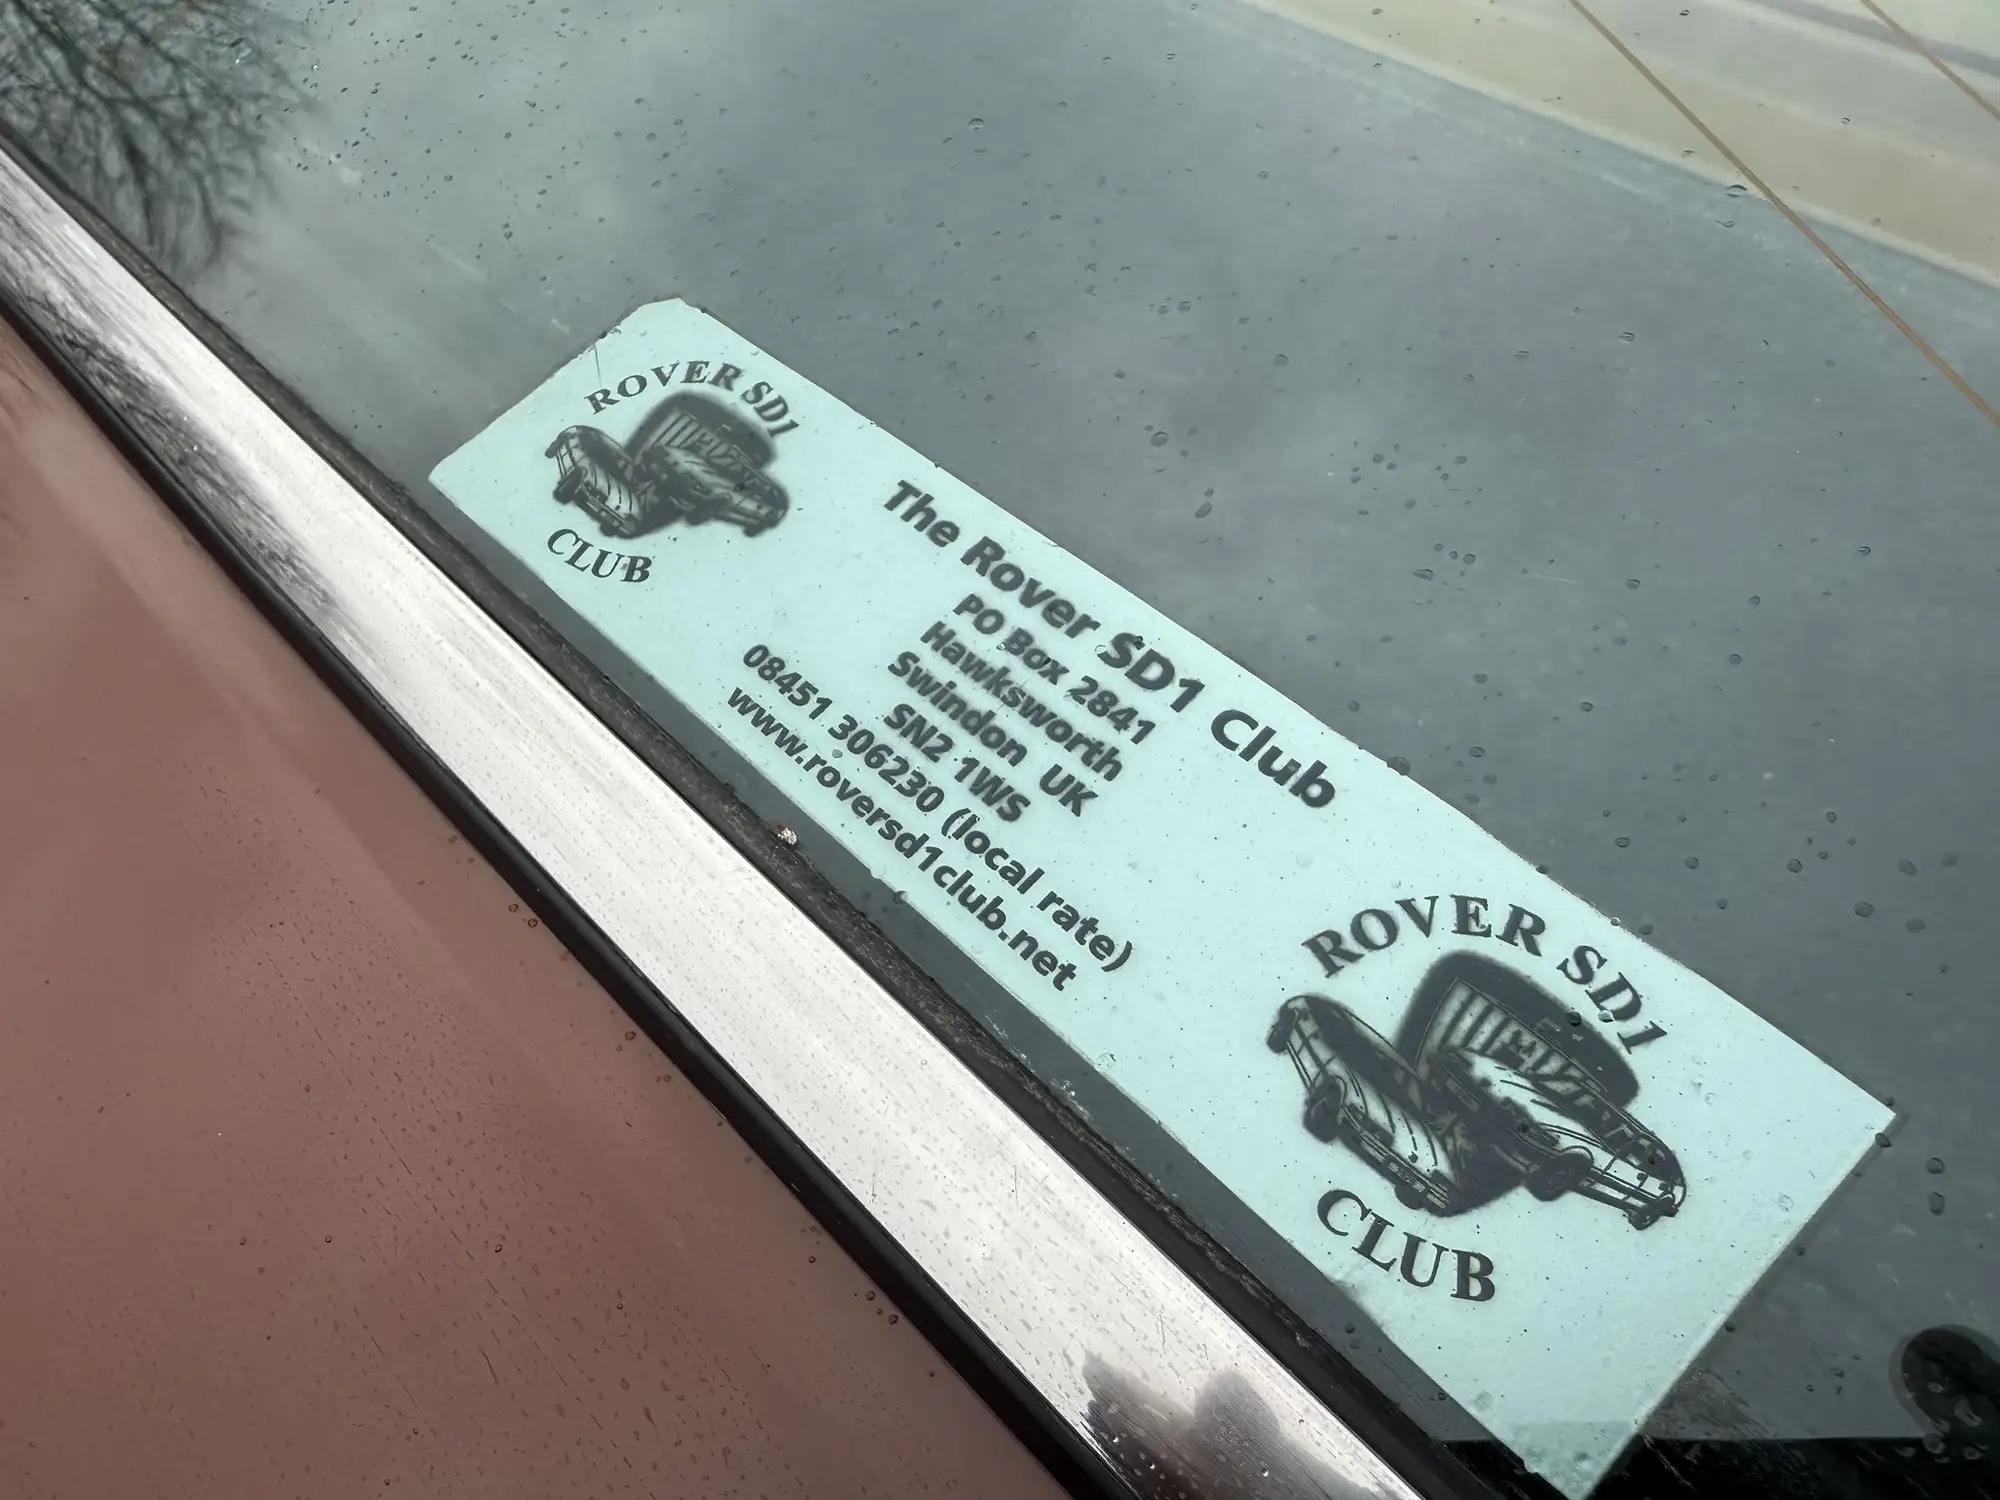 ROVER SD1
CLUB
The Rover SD1 Club
PO Box 2841
Hawksworth
Swindon UK
SN2 1WS
08451 306230 (local rate)
www.roversd1club.net
ROVER SD1
CLUB